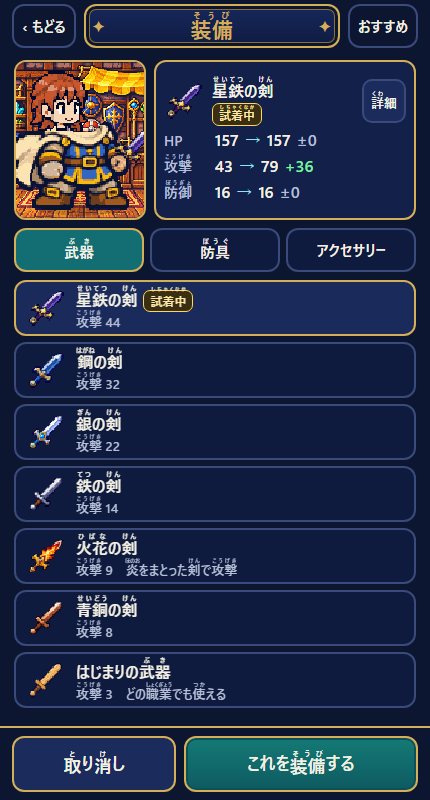 ‹ もどる
装備
おすすめ
星鉄の剣
試着中
詳細
HP 157 → 157 ±0
攻撃 43 → 79 +36
防御 16 → 16 ±0
武器
防具
アクセサリー
星鉄の剣 試着中
攻撃 44
鋼の剣
攻撃 32
銀の剣
攻撃 22
鉄の剣
攻撃 14
火花の剣
攻撃 9 炎をまとった剣で攻撃
青銅の剣
攻撃 8
はじまりの武器
攻撃 3 どの職業でも使える
取り消し
これを装備する